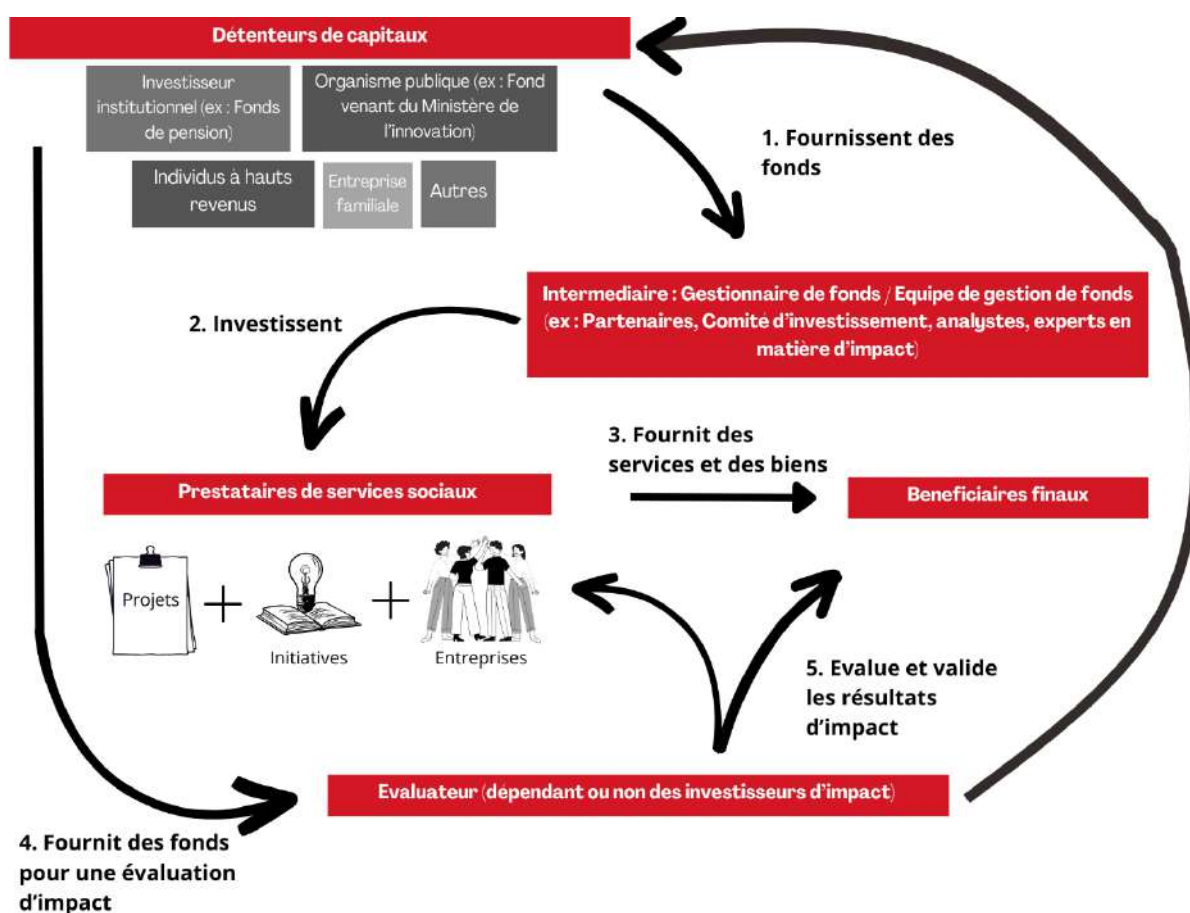 Détenteurs de capitaux
Investisseur
institutionnel (ex : Fonds
de pension)
Organisme publique (ex : Fond
venant du Ministère de
l'innovation)
Individus à hauts
revenus
Entreprise
familiale
Autres
1. Fournissent des
fonds
Intermediaire : Gestionnaire de fonds / Equipe de gestion de fonds
(ex : Partenaires, Comité d'investissement, analystes, experts en
matière d'impact)
2. Investissent
3. Fournit des
services et des biens
Prestataires de services sociaux
Beneficiaires finaux
Projets
Initiatives
Entreprises
5. Evalue et valide
les résultats
d'impact
Evaluateur (dépendant ou non des investisseurs d'impact)
4. Fournit des fonds
pour une évaluation
d'impact